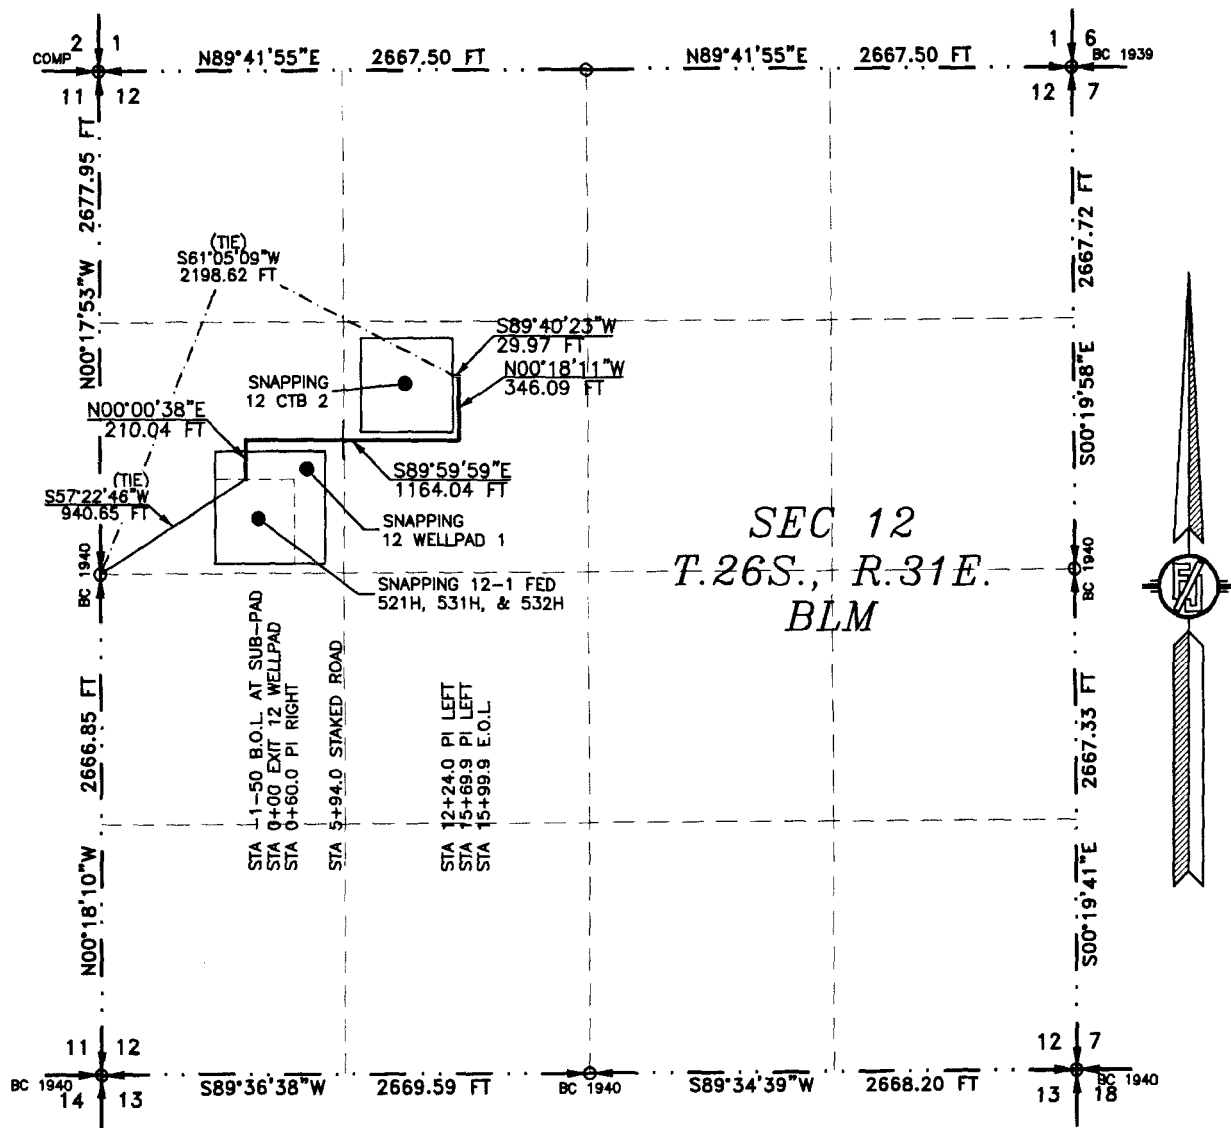 2 1
COMP
11 12
N89°41'55"E 2667.50 FT
N89°41'55"E 2667.50 FT
1 6
BC 1939
12 7
N00°17'53"W 2677.95 FT
(TIE)
S61°05'09"W
2198.62 FT
S00°19'58"E 2667.72 FT
S89°40'23"W
29.97 FT
N00°18'11"W
346.09 FT
SNAPPING
12 CTB 2
N00°00'38"E
210.04 FT
S89°59'59"E
1164.04 FT
(TIE)
S57°22'46"W
940.65 FT
SNAPPING
12 WELLPAD 1
SEC 12
T.26S., R.31E.
BLM
BC 1940
BC 1940
SNAPPING 12-1 FED
521H, 531H, & 532H
STA -1-50 B.O.L. AT SUB-PAD
STA 0+00 EXIT 12 WELLPAD
STA 0+60.0 PI RIGHT
STA 5+94.0 STAKED ROAD
STA 12+24.0 PI LEFT
STA 15+69.9 PI LEFT
STA 15+99.9 E.O.L.
N00°18'10"W 2666.85 FT
S00°19'41"E 2667.33 FT
11 12
BC 1940
14 13
S89°36'38"W 2669.59 FT
BC 1940
S89°34'39"W 2668.20 FT
12 7
BC 1940
13 18